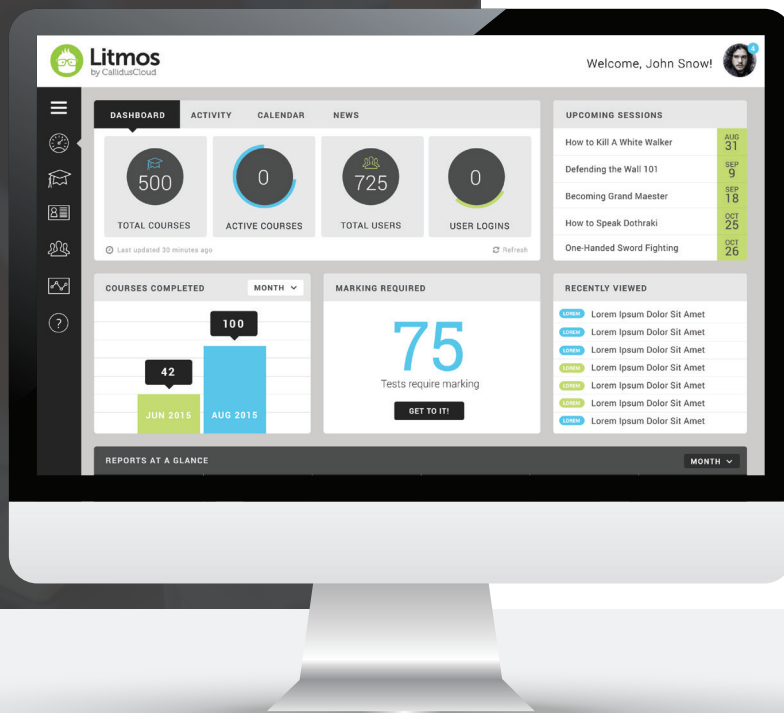 Litmos
by CallidusCloud
Welcome, John Snow!
4
DASHBOARD ACTIVITY CALENDAR NEWS
500
TOTAL COURSES
0
ACTIVE COURSES
725
TOTAL USERS
0
USER LOGINS
Last updated 30 minutes ago
Refresh
UPCOMING SESSIONS
How to Kill A White Walker AUG 31
Defending the Wall 101 SEP 9
Becoming Grand Maester SEP 18
How to Speak Dothraki OCT 25
One-Handed Sword Fighting OCT 26
COURSES COMPLETED MONTH
100
42
JUN 2015 AUG 2015
MARKING REQUIRED
75
Tests require marking
GET TO IT!
RECENTLY VIEWED
LOREM Lorem Ipsum Dolor Sit Amet
LOREM Lorem Ipsum Dolor Sit Amet
LOREM Lorem Ipsum Dolor Sit Amet
LOREM Lorem Ipsum Dolor Sit Amet
LOREM Lorem Ipsum Dolor Sit Amet
LOREM Lorem Ipsum Dolor Sit Amet
LOREM Lorem Ipsum Dolor Sit Amet
REPORTS AT A GLANCE MONTH
?